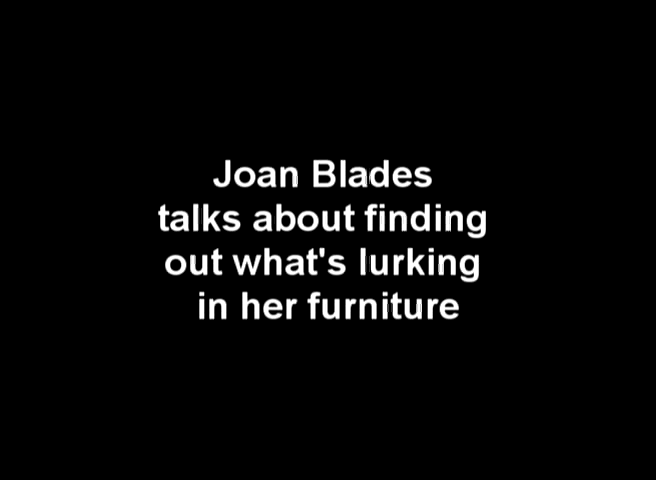 Joan Blades
talks about finding
out what's lurking
in her furniture